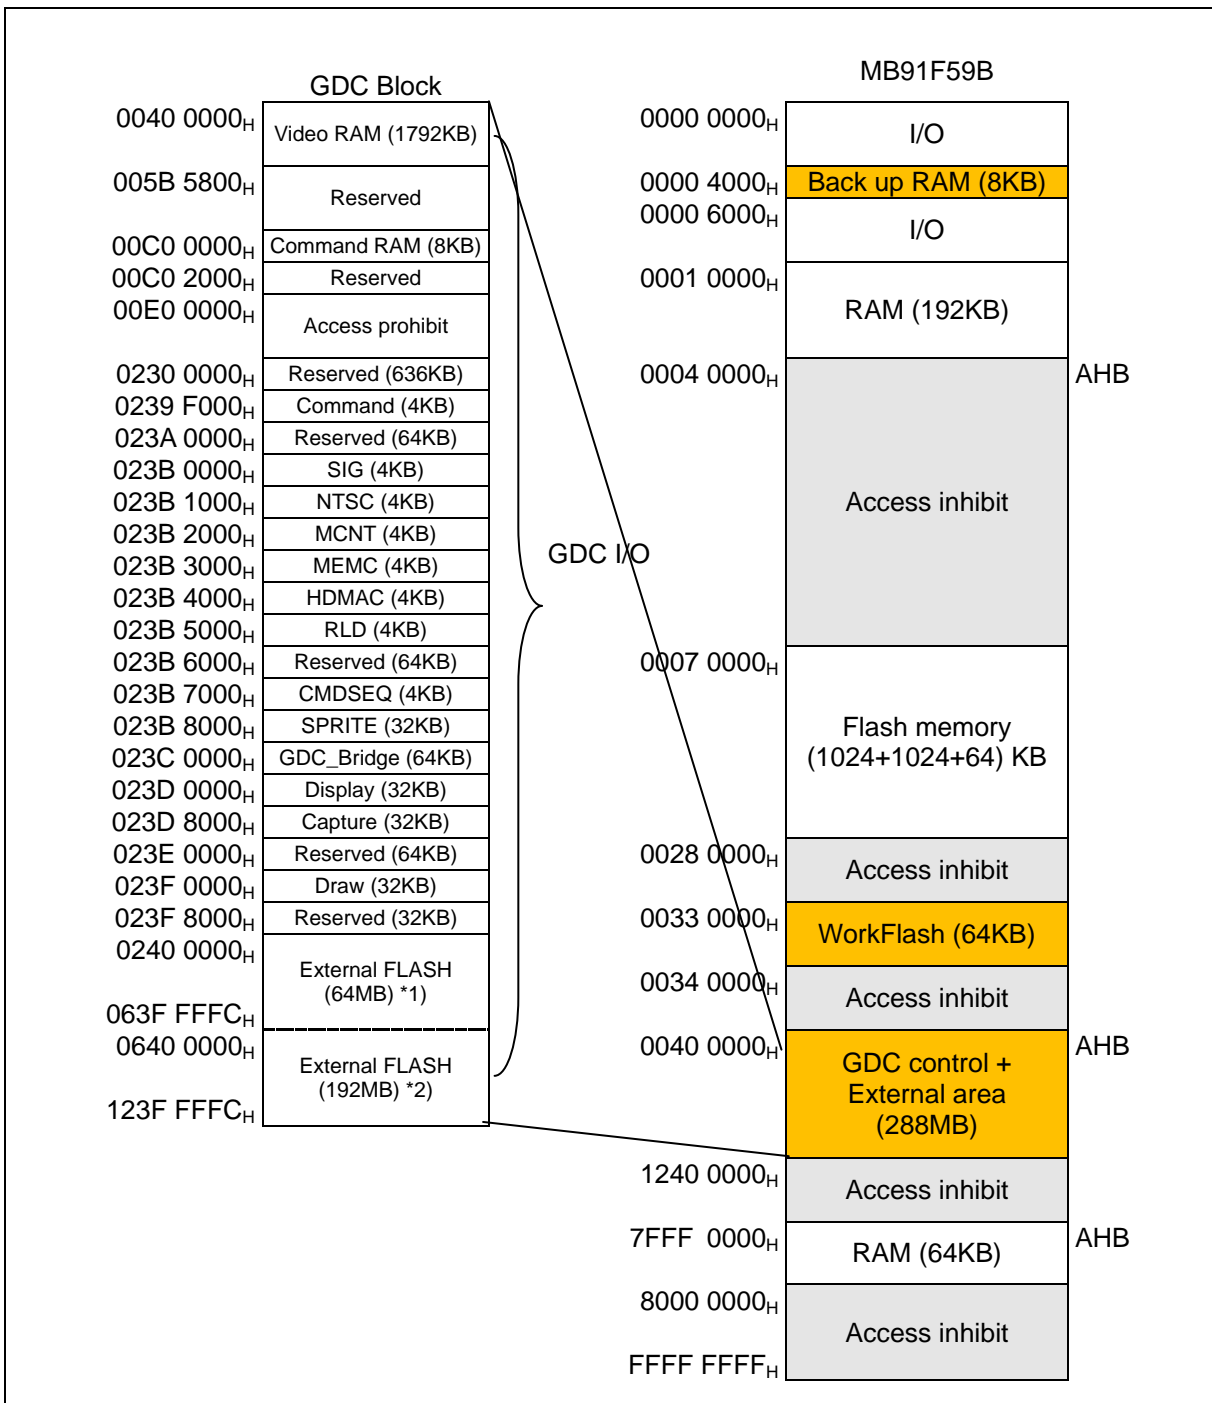 GDC Block
0040 0000H
Video RAM (1792KB)
005B 5800H
Reserved
00C0 0000H
Command RAM (8KB)
00C0 2000H
Reserved
00E0 0000H
Access prohibit
0230 0000H
Reserved (636KB)
0239 F000H
Command (4KB)
023A 0000H
Reserved (64KB)
023B 0000H
SIG (4KB)
023B 1000H
NTSC (4KB)
023B 2000H
MCNT (4KB)
023B 3000H
MEMC (4KB)
023B 4000H
HDMAC (4KB)
023B 5000H
RLD (4KB)
023B 6000H
Reserved (64KB)
023B 7000H
CMDSEQ (4KB)
023B 8000H
SPRITE (32KB)
023C 0000H
GDC_Bridge (64KB)
023D 0000H
Display (32KB)
023D 8000H
Capture (32KB)
023E 0000H
Reserved (64KB)
023F 0000H
Draw (32KB)
023F 8000H
Reserved (32KB)
0240 0000H
External FLASH
(64MB) *1)
063F FFFCH
0640 0000H
External FLASH
(192MB) *2)
123F FFFCH
GDC I/O
MB91F59B
0000 0000H
I/O
0000 4000H
Back up RAM (8KB)
0000 6000H
I/O
0001 0000H
RAM (192KB)
0004 0000H
AHB
Access inhibit
0007 0000H
Flash memory
(1024+1024+64) KB
0028 0000H
Access inhibit
0033 0000H
WorkFlash (64KB)
0034 0000H
Access inhibit
0040 0000H
AHB
GDC control +
External area
(288MB)
1240 0000H
Access inhibit
7FFF 0000H
AHB
RAM (64KB)
8000 0000H
Access inhibit
FFFF FFFFH